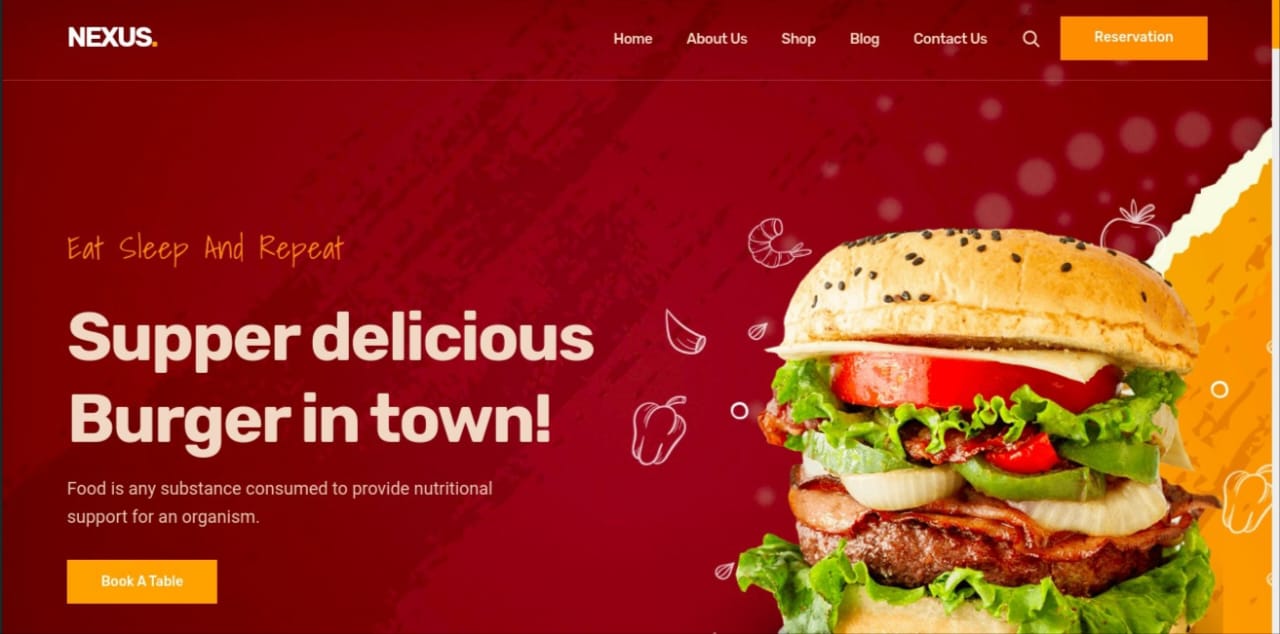 NEXUS.
Home About Us Shop Blog Contact Us Reservation
Eat Sleep And Repeat
Supper delicious
Burger in town!
Food is any substance consumed to provide nutritional
support for an organism.
Book A Table